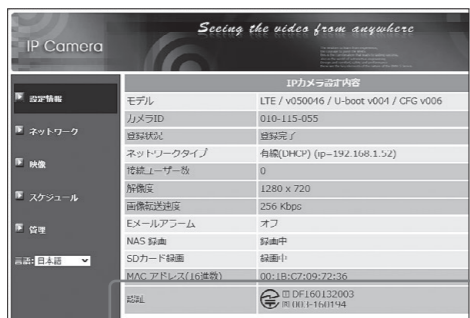 Seeing the video from anywhere
IP Camera
IPカメラ設定内容
設定情報
ネットワーク
映像
スケジュール
管理
言語: 日本語
モデル LTE / v050046 / U-boot v004 / CFG v006
カメラID 010-115-055
登録状況 登録完了
ネットワークタイプ 有線(DHCP) (ip=192.168.1.52)
接続ユーザー数 0
解像度 1280 x 720
画像転送速度 256 Kbps
Eメールアラーム オフ
NAS 録画 録画中
SDカード録画 録画中
MAC アドレス(16進数) 00:1B:C7:09:72:36
認証 DF160132003
003-160194